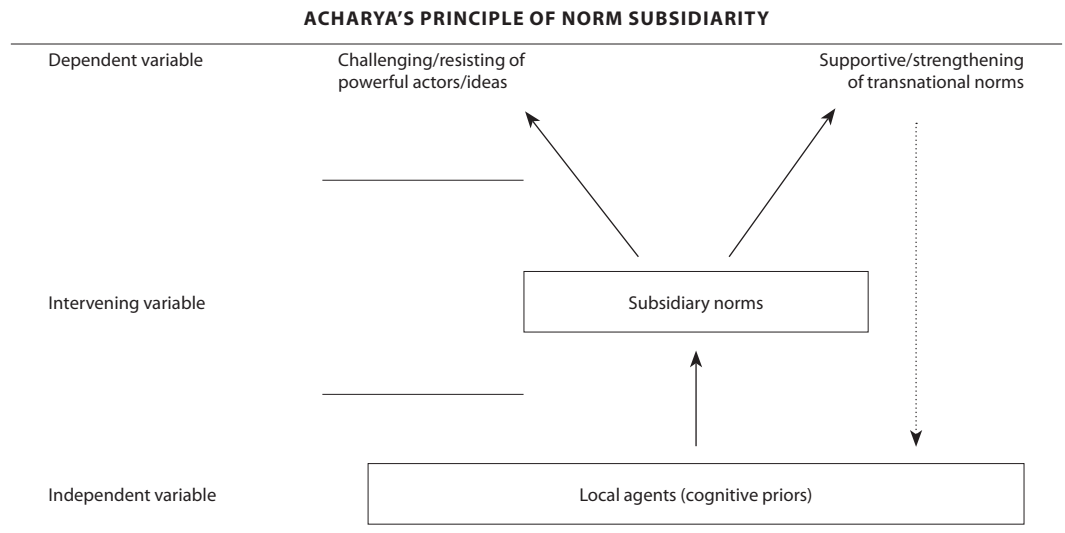 ACHARYA’S PRINCIPLE OF NORM SUBSIDIARITY
Dependent variable
Challenging/resisting of
powerful actors/ideas
Supportive/strengthening
of transnational norms
Intervening variable
Subsidiary norms
Independent variable
Local agents (cognitive priors)